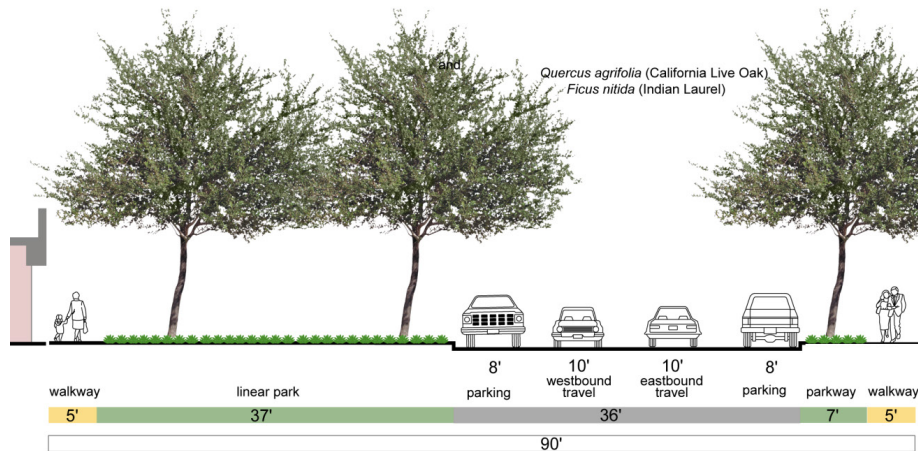 and
Quercus agrifolia (California Live Oak)
Ficus nitida (Indian Laurel)
8' 10' 10' 8'
walkway linear park parking westbound travel eastbound travel parking parkway walkway
5' 37' 36' 7' 5'
90'